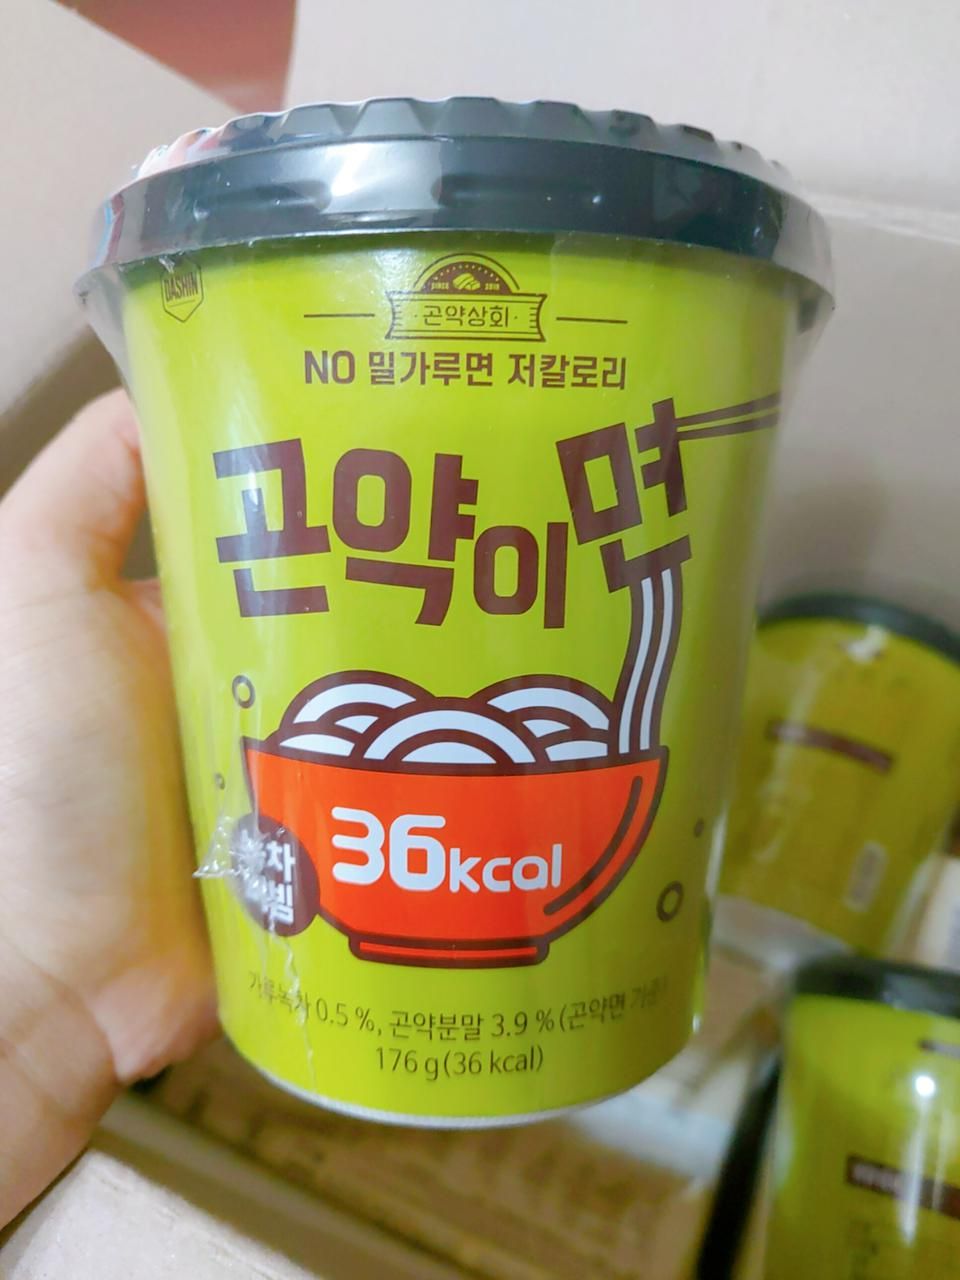 DASHIN
SINCE 2019
곤약상회
NO 밀가루면 저칼로리
곤약이면
36kcal
가루녹차 0.5 %, 곤약분말 3.9 % (곤약면 기준)
176 g (36 kcal)